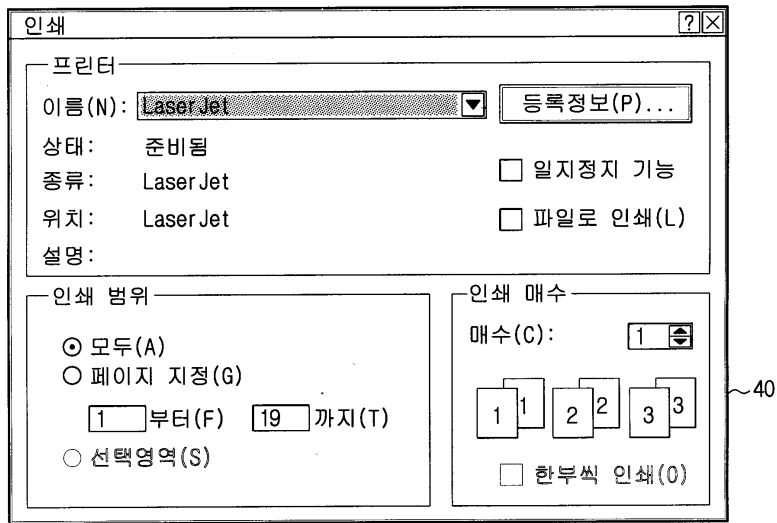 인쇄 ?
프린터
이름(N): LaserJet 등록정보(P)...
상태: 준비됨
종류: LaserJet
일지정지 기능
위치: LaserJet
파일로 인쇄(L)
설명:
인쇄 범위
모두(A)
페이지 지정(G)
1 부터(F) 19 까지(T)
선택영역(S)
인쇄 매수
매수(C): 1
1 1 2 2 3 3
한부씩 인쇄(O)
40